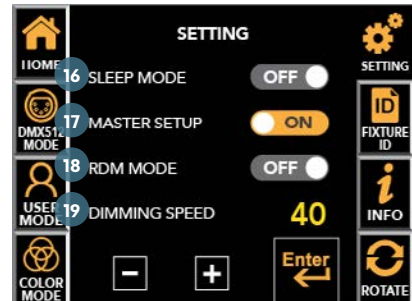 SETTING
HOME
16 SLEEP MODE OFF
SETTING
DMX512
MODE
17 MASTER SETUP ON
ID
FIXTURE
ID
18 RDM MODE OFF
USER
MODE
19 DIMMING SPEED 40
i
INFO
COLOR
MODE
- + Enter
ROTATE